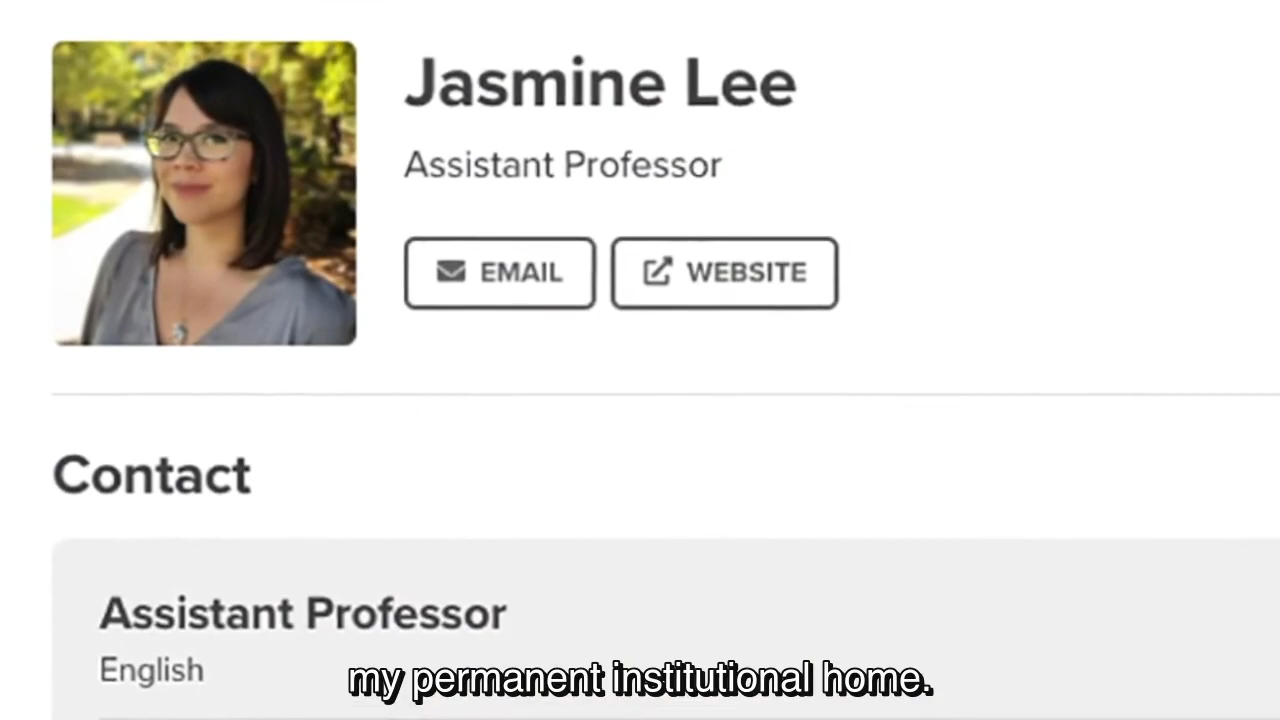 Jasmine Lee
Assistant Professor
EMAIL
WEBSITE
Contact
Assistant Professor
English
my permanent institutional home.